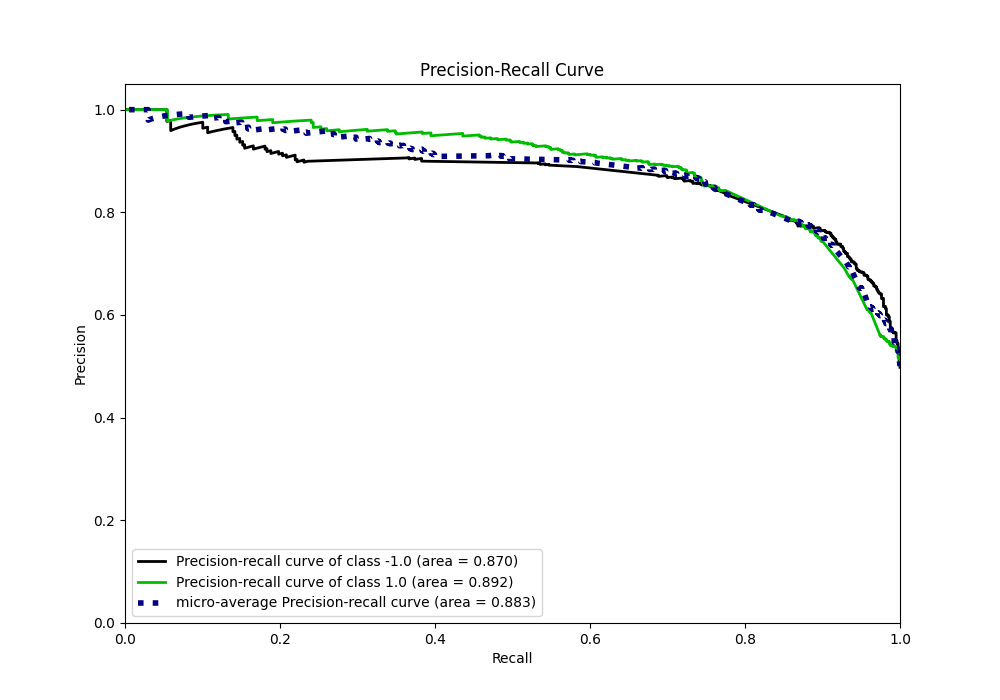 Precision-Recall Curve
1.0
0.8
0.6
0.4
0.2
0.0
Precision
Precision-recall curve of class -1.0 (area = 0.870)
Precision-recall curve of class 1.0 (area = 0.892)
micro-average Precision-recall curve (area = 0.883)
0.0 0.2 0.4 0.6 0.8 1.0
Recall